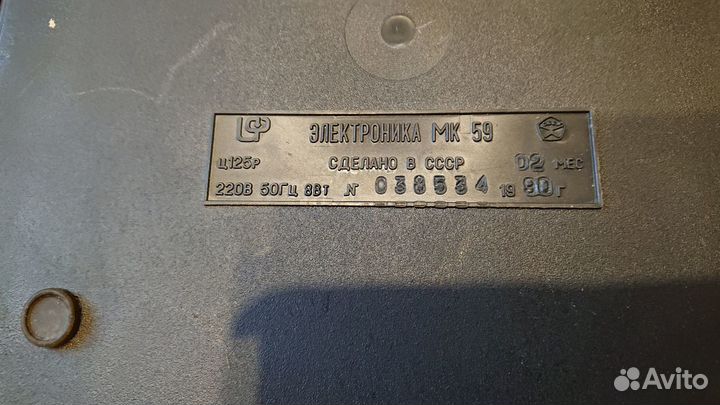 ЭЛЕКТРОНИКА МК 59
Ц125Р СДЕЛАНО В СССР 02 МЕС
220В 50ГЦ 8ВТ № 038534 1990г
Avito